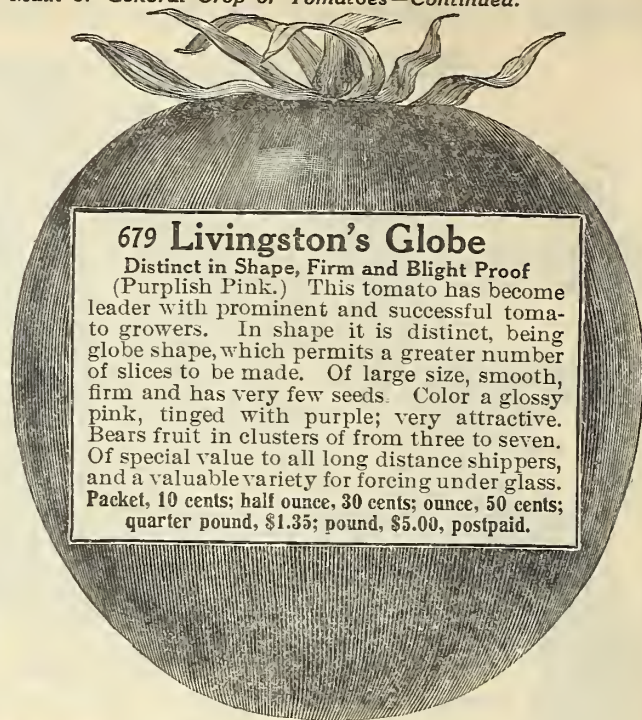 General Crop of Tomatoes—Continued.
679 Livingston's Globe
Distinct in Shape, Firm and Blight Proof
(Purplish Pink.) This tomato has become
leader with prominent and successful toma-
to growers. In shape it is distinct, being
globe shape, which permits a greater number
of slices to be made. Of large size, smooth,
firm and has very few seeds. Color a glossy
pink, tinged with purple; very attractive.
Bears fruit in clusters of from three to seven.
Of special value to all long distance shippers,
and a valuable variety for forcing under glass.
Packet, 10 cents; half ounce, 30 cents; ounce, 50 cents;
quarter pound, $1.35; pound, $5.00, postpaid.